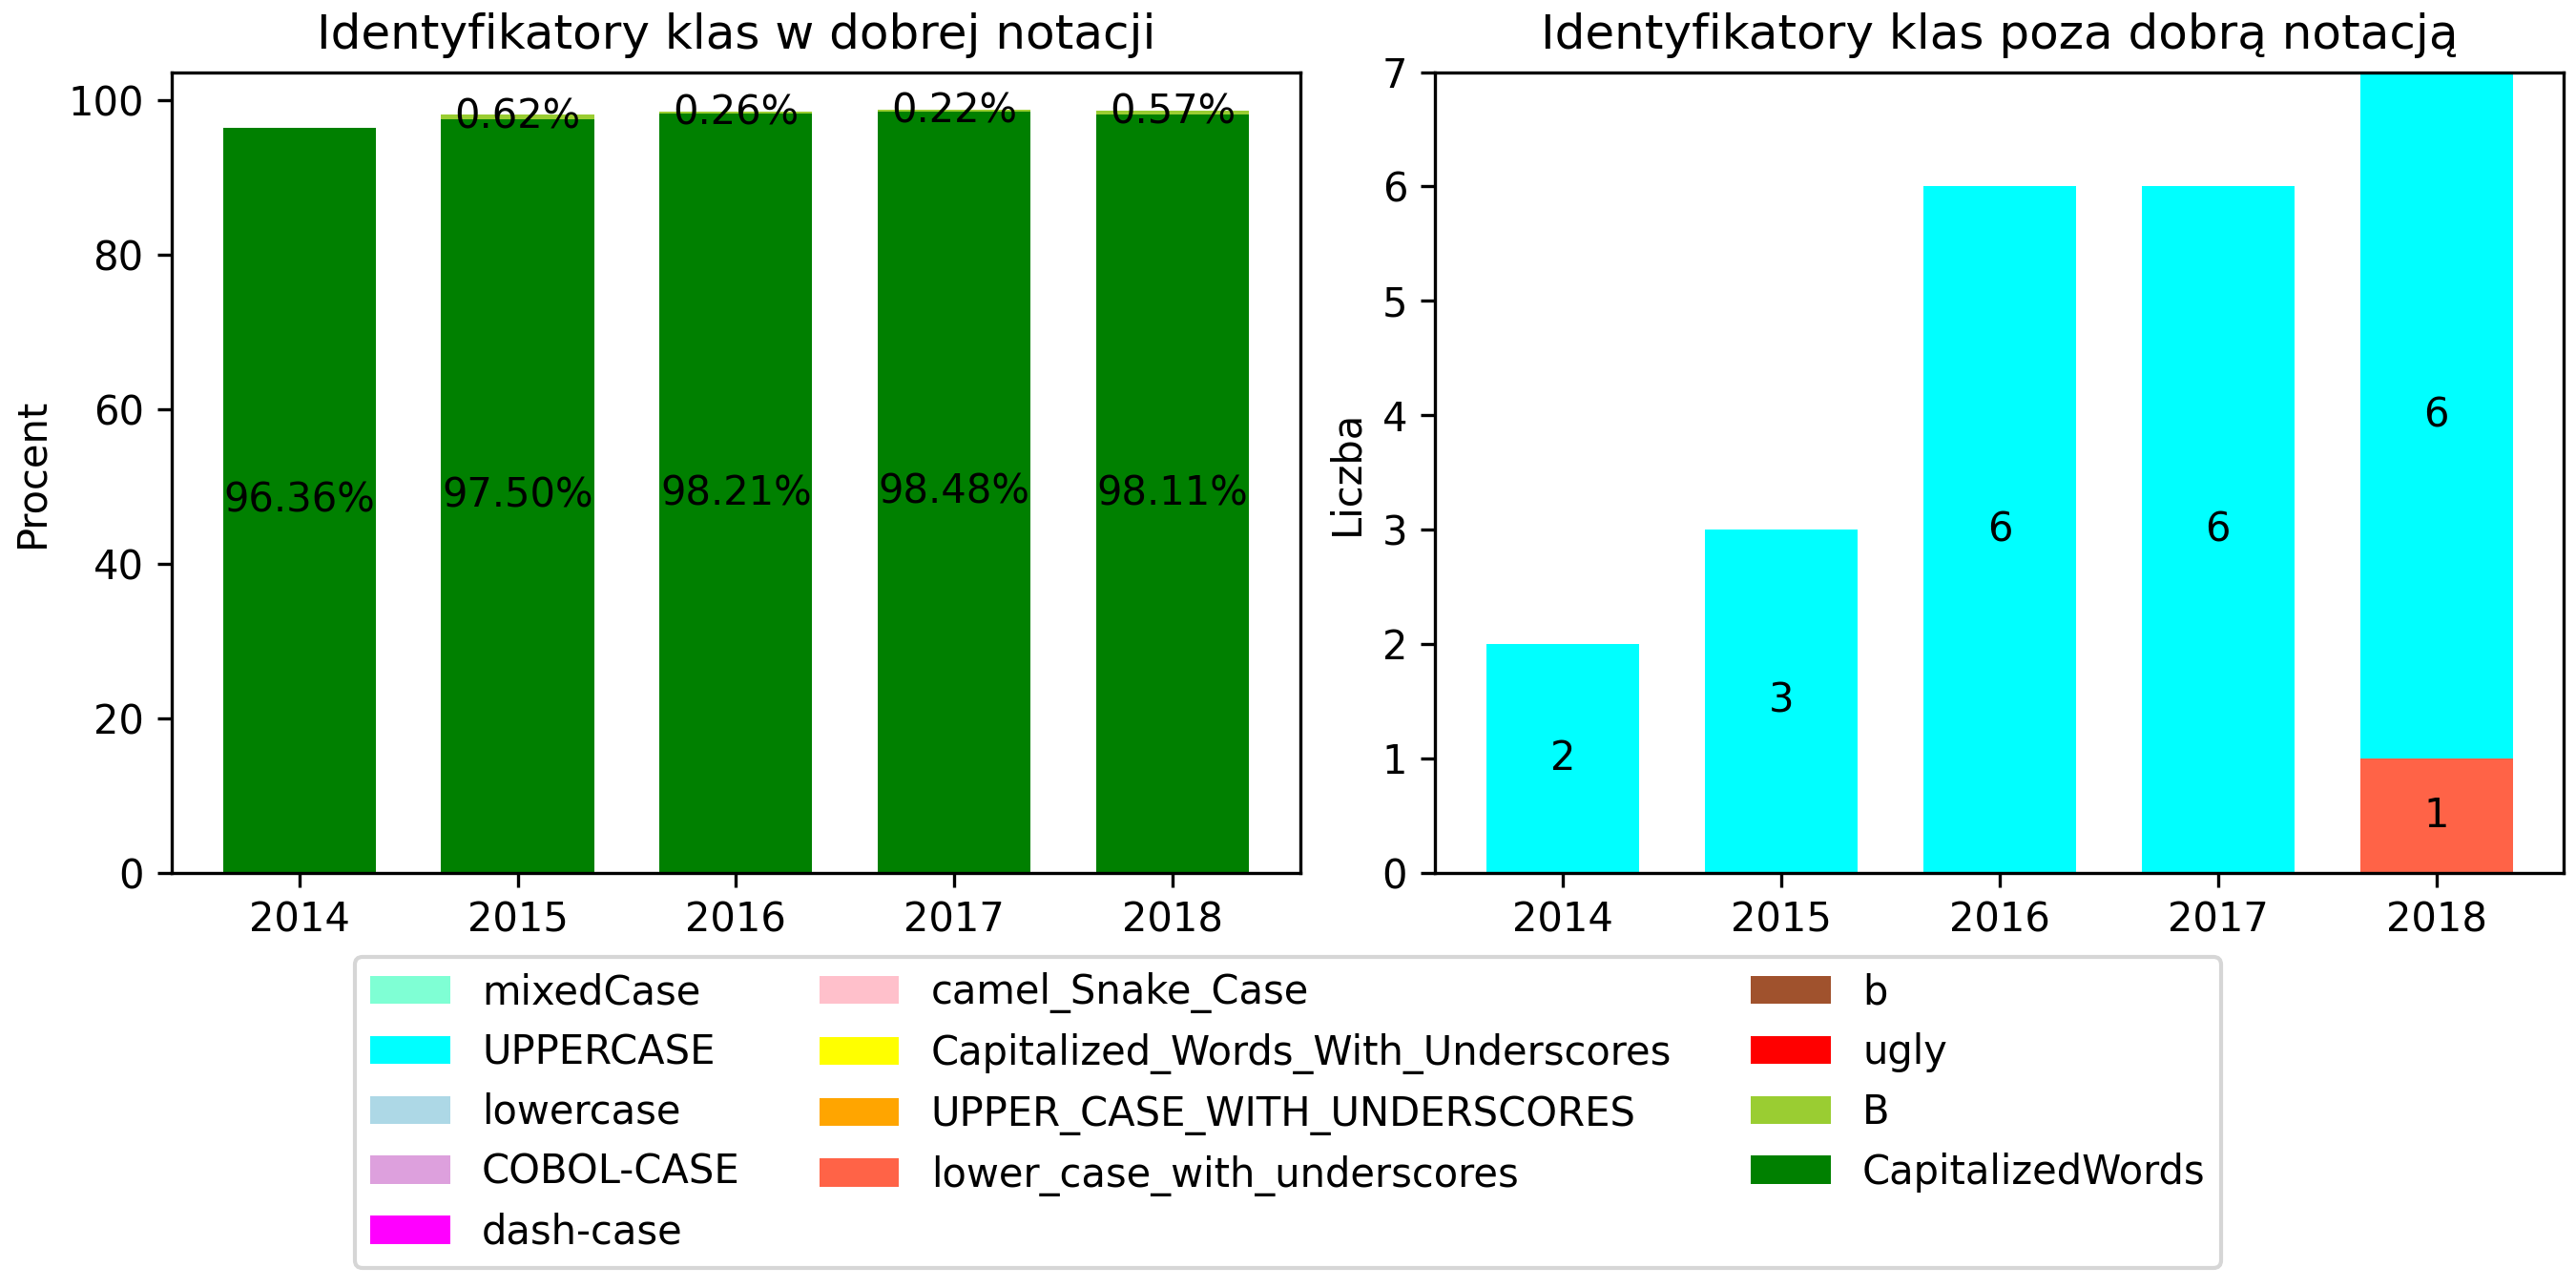 Identyfikatory klas w dobrej notacji
Procent
100
80
60
40
20
0
0.62%
0.26%
0.22%
0.57%
96.36%
97.50%
98.21%
98.48%
98.11%
2014 2015 2016 2017 2018
Identyfikatory klas poza dobrą notacją
Liczba
7
6
5
4
3
2
1
0
2
3
6
6
6
1
2014 2015 2016 2017 2018
mixedCase
UPPERCASE
lowercase
COBOL-CASE
dash-case
camel_Snake_Case
Capitalized_Words_With_Underscores
UPPER_CASE_WITH_UNDERSCORES
lower_case_with_underscores
b
ugly
B
CapitalizedWords